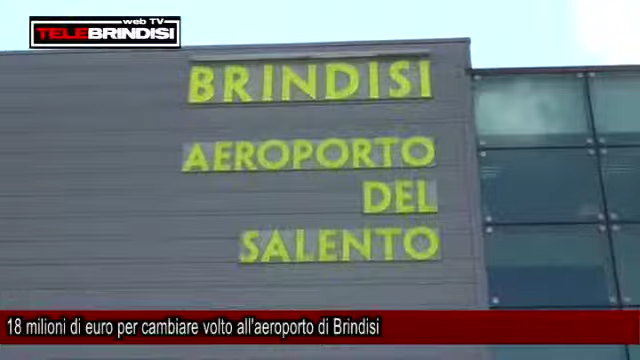 web TV
TELEBRINDISI
BRINDISI
AEROPORTO
DEL
SALENTO
18 milioni di euro per cambiare volto all'aeroporto di Brindisi